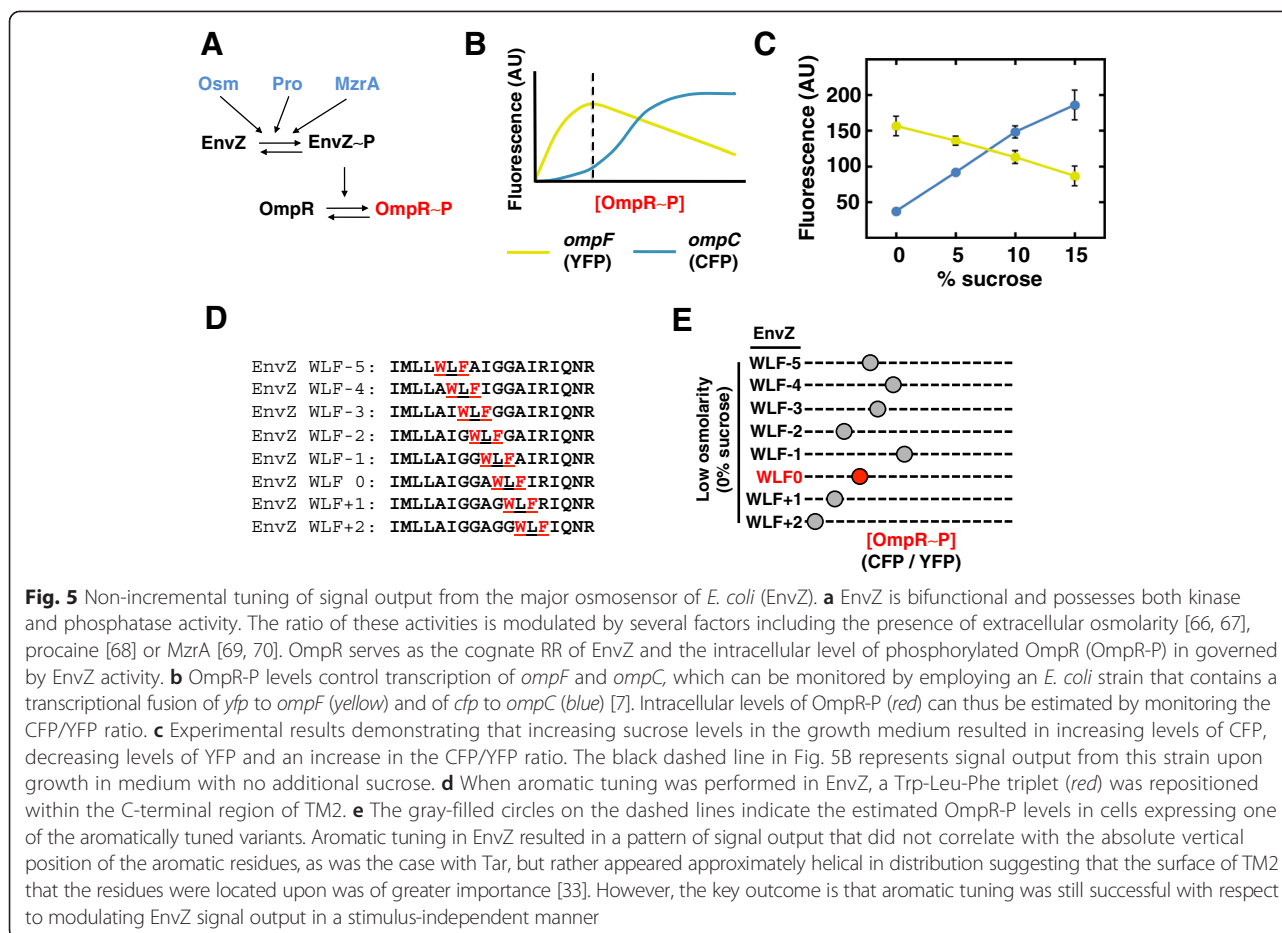 A
Osm Pro MzrA
EnvZ EnvZ~P
OmpR OmpR~P
B
Fluorescence (AU)
[OmpR~P]
ompF ompC
(YFP) (CFP)
C
Fluorescence (AU)
200
150
100
50
0 5 10 15
% sucrose
D
EnvZ WLF-5: IMLLWLFAIGGAIRIQNR
EnvZ WLF-4: IMLLAWLFIGGAIRIQNR
EnvZ WLF-3: IMLLAIWLFGGAIRIQNR
EnvZ WLF-2: IMLLAIGWLFGAIRIQNR
EnvZ WLF-1: IMLLAIGGWLFAIRIQNR
EnvZ WLF 0: IMLLAIGGAWLFIRIQNR
EnvZ WLF+1: IMLLAIGGAGWLFRIQNR
EnvZ WLF+2: IMLLAIGGAGGWLFIQNR
E
EnvZ
Low osmolarity
(0% sucrose)
WLF-5
WLF-4
WLF-3
WLF-2
WLF-1
WLF0
WLF+1
WLF+2
[OmpR~P]
(CFP / YFP)
Fig. 5 Non-incremental tuning of signal output from the major osmosensor of E. coli (EnvZ). a EnvZ is bifunctional and possesses both kinase
and phosphatase activity. The ratio of these activities is modulated by several factors including the presence of extracellular osmolarity [66, 67],
procaine [68] or MzrA [69, 70]. OmpR serves as the cognate RR of EnvZ and the intracellular level of phosphorylated OmpR (OmpR-P) in governed
by EnvZ activity. b OmpR-P levels control transcription of ompF and ompC, which can be monitored by employing an E. coli strain that contains a
transcriptional fusion of yfp to ompF (yellow) and of cfp to ompC (blue) [7]. Intracellular levels of OmpR-P (red) can thus be estimated by monitoring the
CFP/YFP ratio. c Experimental results demonstrating that increasing sucrose levels in the growth medium resulted in increasing levels of CFP,
decreasing levels of YFP and an increase in the CFP/YFP ratio. The black dashed line in Fig. 5B represents signal output from this strain upon
growth in medium with no additional sucrose. d When aromatic tuning was performed in EnvZ, a Trp-Leu-Phe triplet (red) was repositioned
within the C-terminal region of TM2. e The gray-filled circles on the dashed lines indicate the estimated OmpR-P levels in cells expressing one
of the aromatically tuned variants. Aromatic tuning in EnvZ resulted in a pattern of signal output that did not correlate with the absolute vertical
position of the aromatic residues, as was the case with Tar, but rather appeared approximately helical in distribution suggesting that the surface of TM2
that the residues were located upon was of greater importance [33]. However, the key outcome is that aromatic tuning was still successful with respect
to modulating EnvZ signal output in a stimulus-independent manner